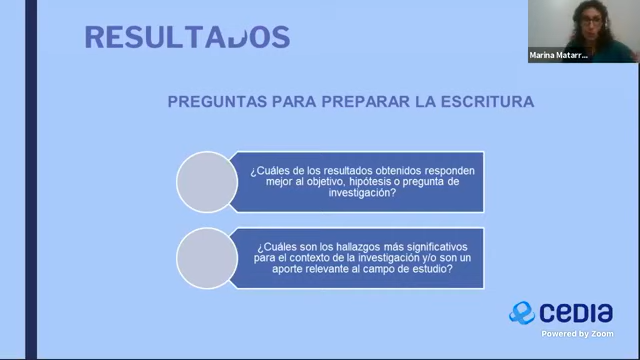 RESULTADOS
Marina Matarr...
PREGUNTAS PARA PREPARAR LA ESCRITURA
¿Cuáles de los resultados obtenidos responden
mejor al objetivo, hipótesis o pregunta de
investigación?
¿Cuáles son los hallazgos más significativos
para el contexto de la investigación y/o son un
aporte relevante al campo de estudio?
CEDIA
Powered by Zoom